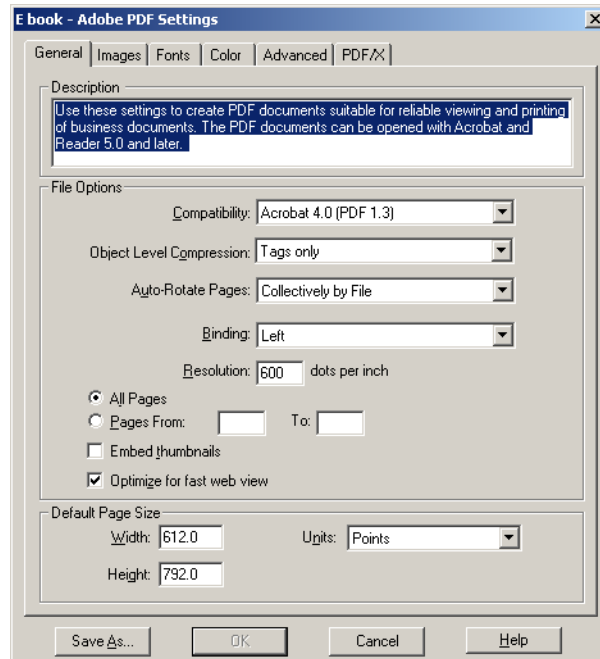 E book - Adobe PDF Settings
General Images Fonts Color Advanced PDF/X
Description
Use these settings to create PDF documents suitable for reliable viewing and printing
of business documents. The PDF documents can be opened with Acrobat and
Reader 5.0 and later.
File Options
Compatibility: Acrobat 4.0 (PDF 1.3)
Object Level Compression: Tags only
Auto-Rotate Pages: Collectively by File
Binding: Left
Resolution: 600 dots per inch
All Pages
Pages From: To:
Embed thumbnails
Optimize for fast web view
Default Page Size
Width: 612.0 Units: Points
Height: 792.0
Save As... OK Cancel Help